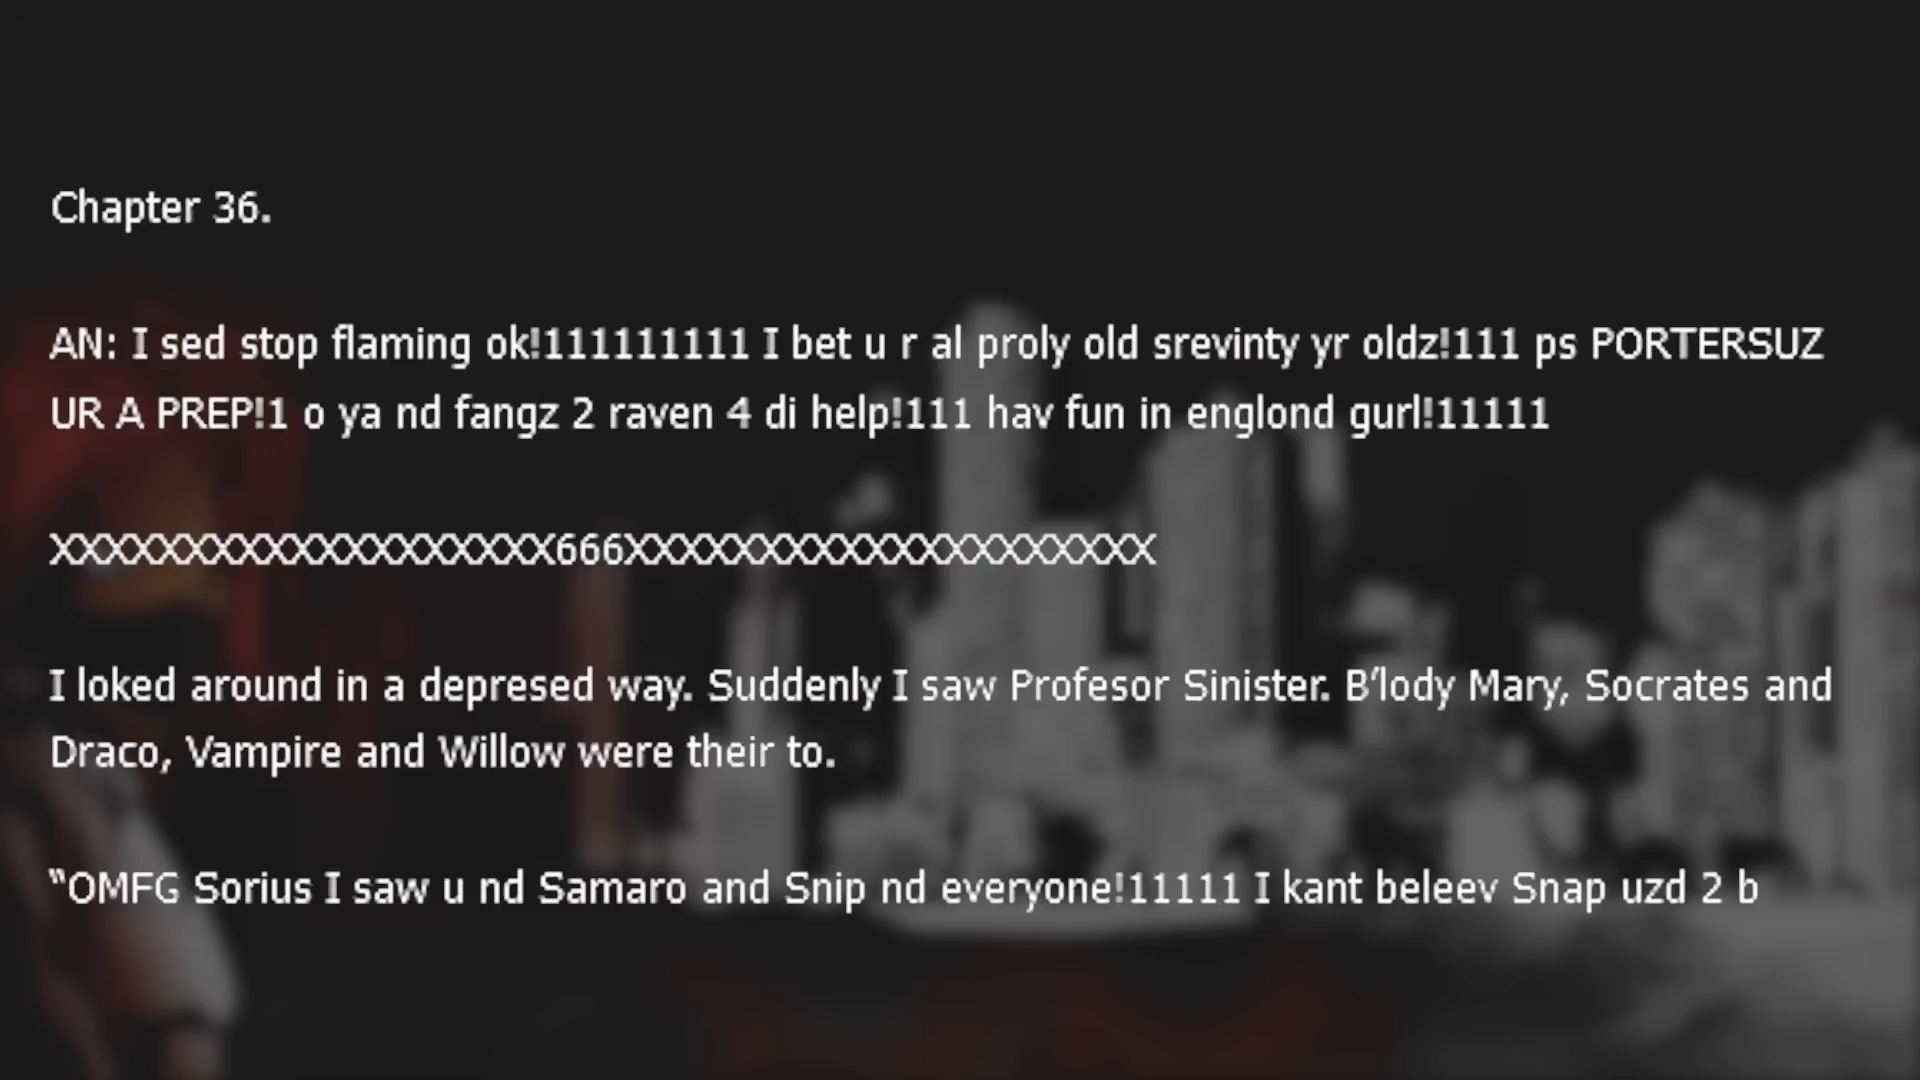 Chapter 36.
AN: I sed stop flaming ok!111111111 I bet u r al proly old srevinty yr oldz!111 ps PORTERSUZ
UR A PREP!1 o ya nd fangz 2 raven 4 di help!111 hav fun in englond gurl!11111
XXXXXXXXXXXXXXXXXXX666XXXXXXXXXXXXXXXXXXXX
I loked around in a depresed way. Suddenly I saw Profesor Sinister. B’lody Mary, Socrates and
Draco, Vampire and Willow were their to.
“OMFG Sorius I saw u nd Samaro and Snip nd everyone!11111 I kant beleev Snap uzd 2 b